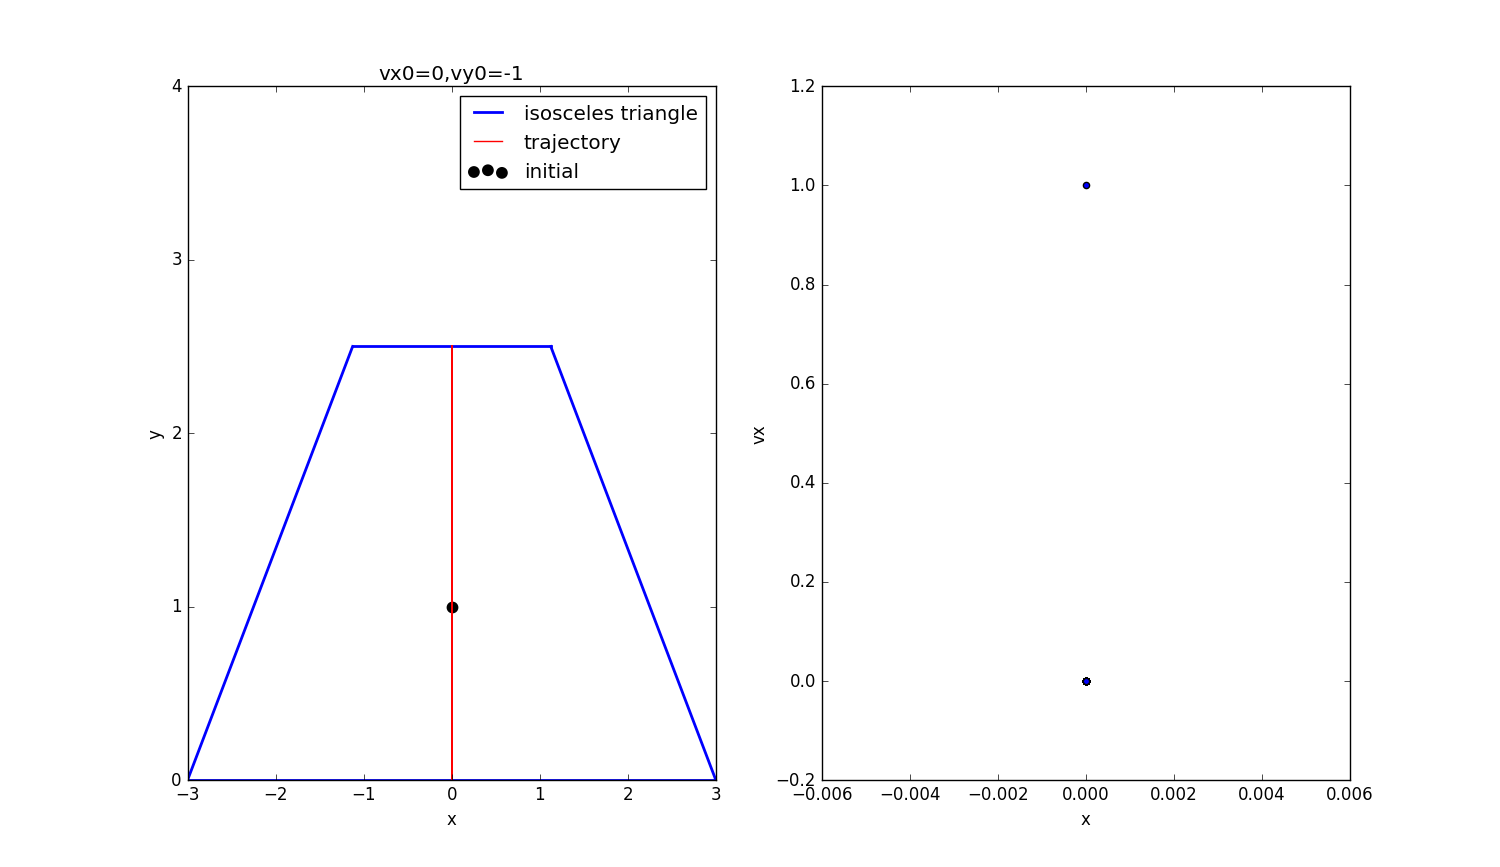 vx0=0,vy0=-1
isosceles triangle
trajectory
initial
4
3
2
1
0
y
−3 −2 −1 0 1 2 3
x
1.2
1.0
0.8
0.6
0.4
0.2
0.0
−0.2
vx
−0.006 −0.004 −0.002 0.000 0.002 0.004 0.006
x